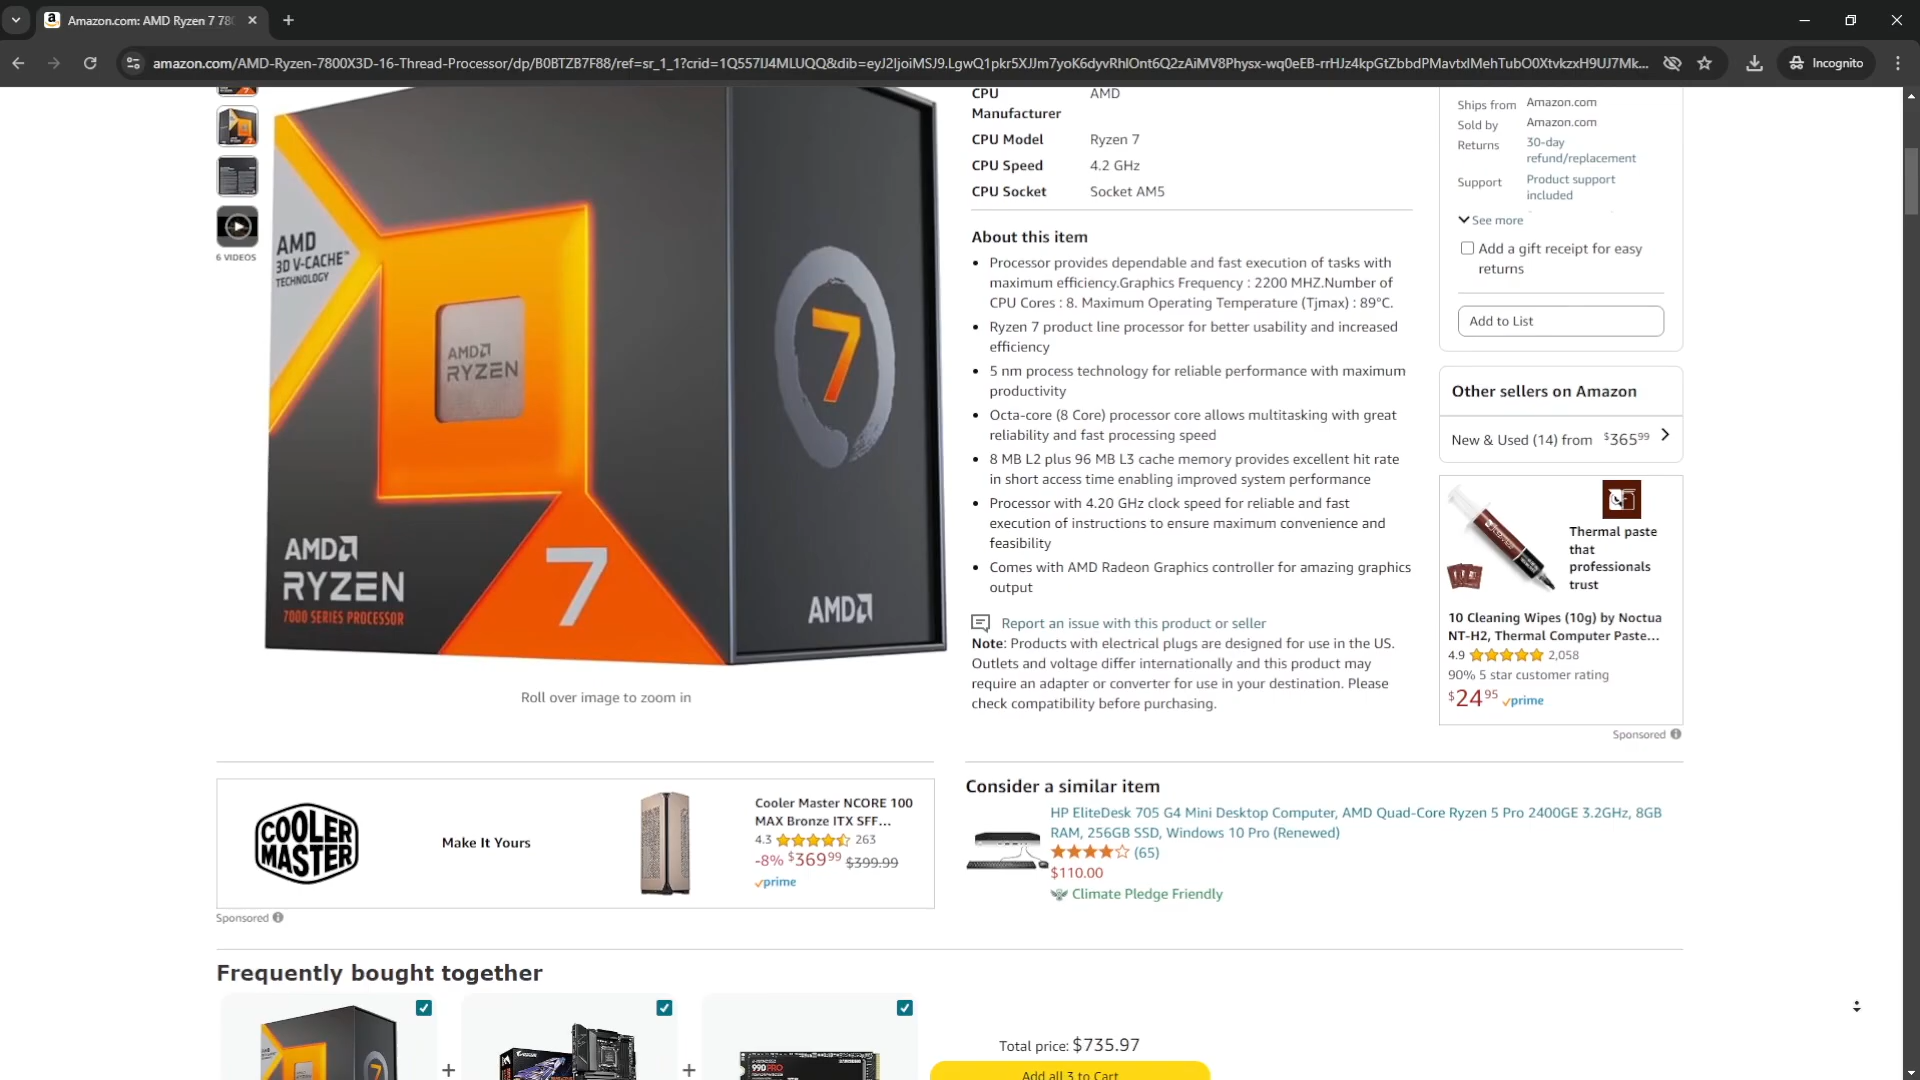 Amazon.com: AMD Ryzen 7 78
amazon.com/AMD-Ryzen-7800X3D-16-Thread-Processor/dp/B0BTZB7F88/ref=sr_1_1?crid=1Q557IJ4MLUQQ&dib=eyJ2IjoiMSJ9.LgwQ1pkr5XJJm7yoK6dyvRhIOnt6Q2zAiMV8Physx-wq0eEB-rrHJz4kpGtZbbdPMavtxlMehTubO0XtvkzxH9UJ7Mk...
Incognito
6 VIDEOS
AMD
3D V-CACHE™
TECHNOLOGY
AMD
RYZEN
7
AMD
RYZEN
7000 SERIES PROCESSOR
7
AMD
Roll over image to zoom in
CPU Manufacturer AMD
CPU Model Ryzen 7
CPU Speed 4.2 GHz
CPU Socket Socket AM5
About this item
• Processor provides dependable and fast execution of tasks with
maximum efficiency.Graphics Frequency : 2200 MHZ.Number of
CPU Cores : 8. Maximum Operating Temperature (Tjmax) : 89°C.
• Ryzen 7 product line processor for better usability and increased
efficiency
• 5 nm process technology for reliable performance with maximum
productivity
• Octa-core (8 Core) processor core allows multitasking with great
reliability and fast processing speed
• 8 MB L2 plus 96 MB L3 cache memory provides excellent hit rate
in short access time enabling improved system performance
• Processor with 4.20 GHz clock speed for reliable and fast
execution of instructions to ensure maximum convenience and
feasibility
• Comes with AMD Radeon Graphics controller for amazing graphics
output
Report an issue with this product or seller
Note: Products with electrical plugs are designed for use in the US.
Outlets and voltage differ internationally and this product may
require an adapter or converter for use in your destination. Please
check compatibility before purchasing.
Ships from Amazon.com
Sold by Amazon.com
Returns 30-day
refund/replacement
Support Product support
included
See more
Add a gift receipt for easy
returns
Add to List
Other sellers on Amazon
New & Used (14) from $365.99
Thermal paste
that
professionals
trust
10 Cleaning Wipes (10g) by Noctua
NT-H2, Thermal Computer Paste...
4.9 2,058
90% 5 star customer rating
$24.95 prime
Sponsored
COOLER
MASTER
Make It Yours
Cooler Master NCORE 100
MAX Bronze ITX SFF...
4.3 263
-8% $369.99 $399.99
prime
Sponsored
Consider a similar item
HP EliteDesk 705 G4 Mini Desktop Computer, AMD Quad-Core Ryzen 5 Pro 2400GE 3.2GHz, 8GB
RAM, 256GB SSD, Windows 10 Pro (Renewed)
(65)
$110.00
Climate Pledge Friendly
Frequently bought together
+
+
990 PRO
Total price: $735.97
Add all 3 to Cart